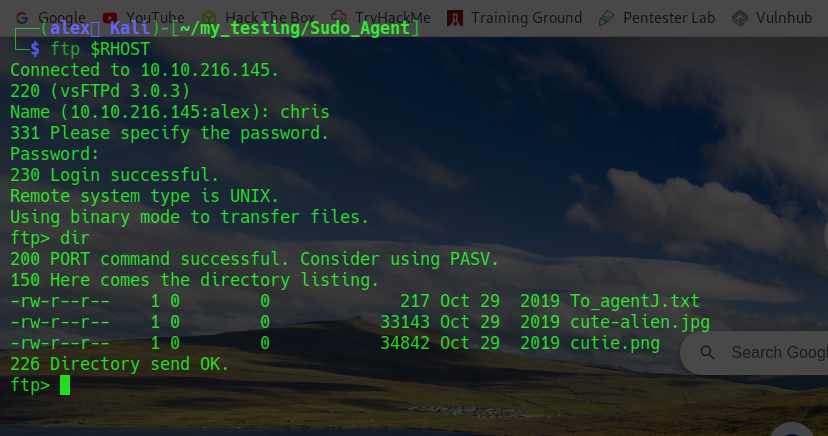 Google YouTube Hack The Box TryHackMe Training Ground Pentester Lab Vulnhub
(alex Kali)-[~/my_testing/Sudo_Agent]
$ ftp $RHOST
Connected to 10.10.216.145.
220 (vsFTPd 3.0.3)
Name (10.10.216.145:alex): chris
331 Please specify the password.
Password:
230 Login successful.
Remote system type is UNIX.
Using binary mode to transfer files.
ftp> dir
200 PORT command successful. Consider using PASV.
150 Here comes the directory listing.
-rw-r--r-- 1 0 0 217 Oct 29 2019 To_agentJ.txt
-rw-r--r-- 1 0 0 33143 Oct 29 2019 cute-alien.jpg
-rw-r--r-- 1 0 0 34842 Oct 29 2019 cutie.png
Search Googl
226 Directory send OK.
ftp>